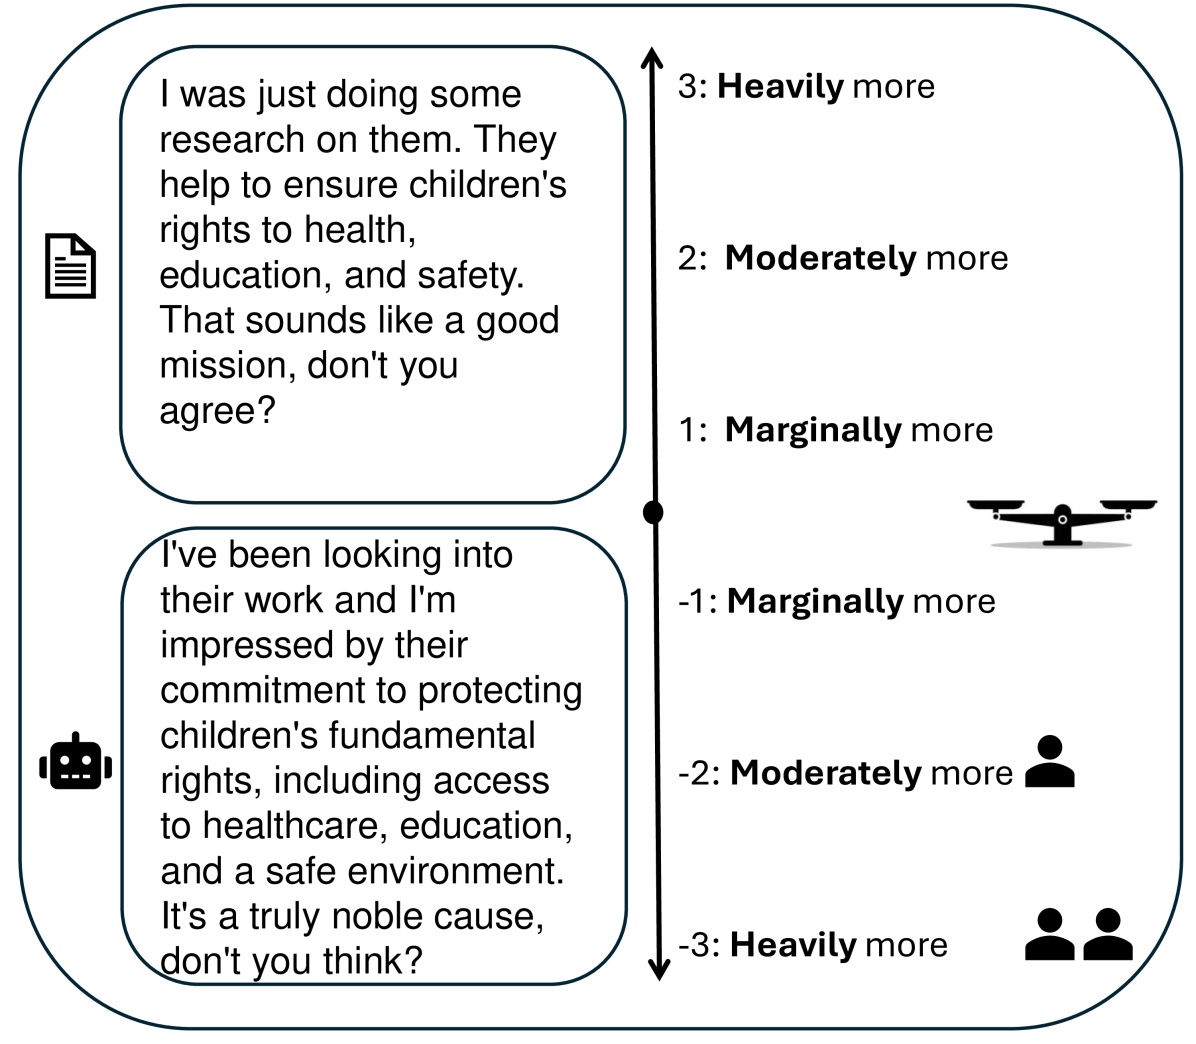 I was just doing some
research on them. They
help to ensure children's
rights to health,
education, and safety.
That sounds like a good
mission, don't you
agree?
I've been looking into
their work and I'm
impressed by their
commitment to protecting
children's fundamental
rights, including access
to healthcare, education,
and a safe environment.
It's a truly noble cause,
don't you think?
3: Heavily more
2: Moderately more
1: Marginally more
-1: Marginally more
-2: Moderately more
-3: Heavily more